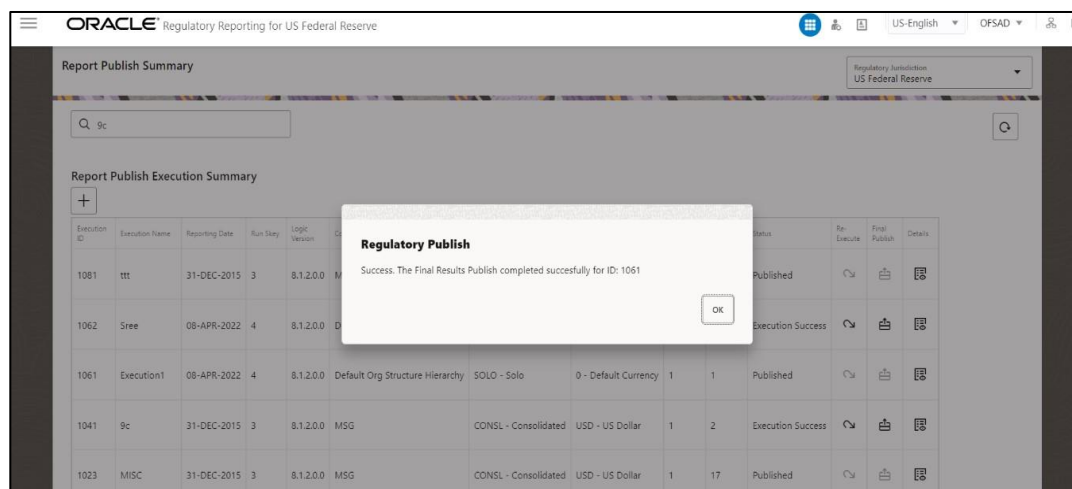 ORACLE® Regulatory Reporting for US Federal Reserve
US-English
OFSAD
Report Publish Summary
Regulatory Jurisdiction
US Federal Reserve
9c
Report Publish Execution Summary
Execution ID Execution Name Reporting Date Run Skey Logic Version Status Re-Execute Final Publish Details
Regulatory Publish
Success. The Final Results Publish completed succesfully for ID: 1061
OK
1081 ttt 31-DEC-2015 3 8.1.2.0.0 Published
1062 Sree 08-APR-2022 4 8.1.2.0.0 Execution Success
1061 Execution1 08-APR-2022 4 8.1.2.0.0 Default Org Structure Hierarchy SOLO - Solo 0 - Default Currency 1 1 Published
1041 9c 31-DEC-2015 3 8.1.2.0.0 MSG CONSL - Consolidated USD - US Dollar 1 2 Execution Success
1023 MISC 31-DEC-2015 3 8.1.2.0.0 MSG CONSL - Consolidated USD - US Dollar 1 17 Published